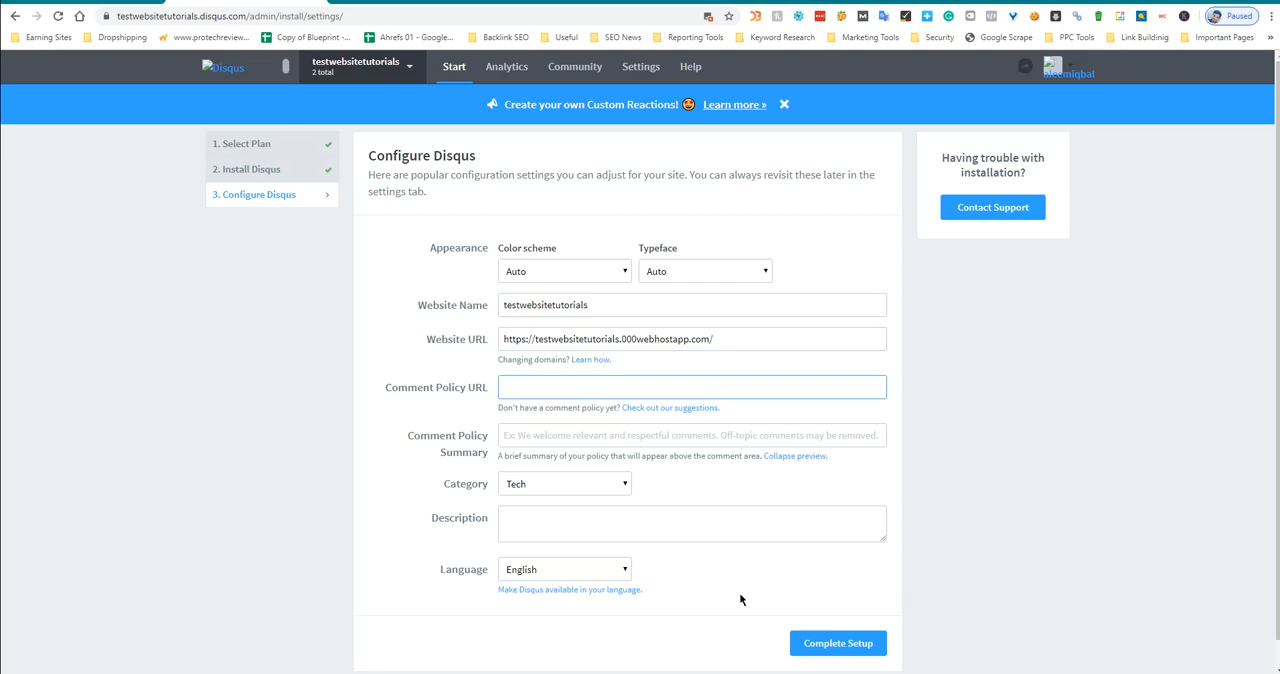 testwebsitetutorials.disqus.com/admin/install/settings/
Paused
Earning Sites
Dropshipping
www.protechreview...
Copy of Blueprint -...
Ahrefs 01 - Google...
Backlink SEO
Useful
SEO News
Reporting Tools
Keyword Research
Marketing Tools
Security
Google Scrape
PPC Tools
Link Buildinig
Important Pages
»
Disqus
testwebsitetutorials
2 total
Start
Analytics
Community
Settings
Help
aleemiqbal
Create your own Custom Reactions! Learn more »
1. Select Plan
2. Install Disqus
3. Configure Disqus
Configure Disqus
Here are popular configuration settings you can adjust for your site. You can always revisit these later in the
settings tab.
Appearance
Color scheme
Typeface
Auto
Auto
Website Name
testwebsitetutorials
Website URL
https://testwebsitetutorials.000webhostapp.com/
Changing domains? Learn how.
Comment Policy URL
Don't have a comment policy yet? Check out our suggestions.
Comment Policy
Summary
Ex: We welcome relevant and respectful comments. Off-topic comments may be removed.
A brief summary of your policy that will appear above the comment area. Collapse preview.
Category
Tech
Description
Language
English
Make Disqus available in your language.
Complete Setup
Having trouble with
installation?
Contact Support